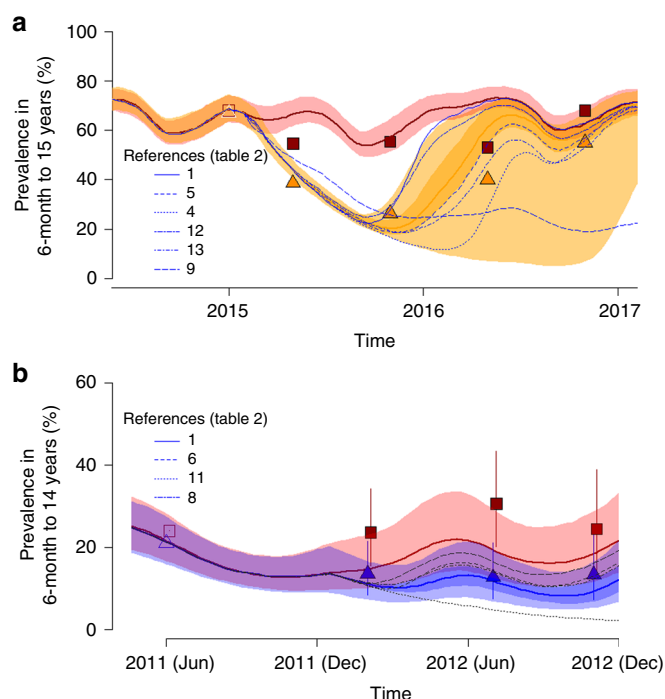 a
Prevalence in
6-month to 15 years (%)
100
80
60
40
20
0
References (table 2)
1
5
4
12
13
9
2015
2016
2017
Time
b
Prevalence in
6-month to 14 years (%)
60
40
20
0
References (table 2)
1
6
11
8
2011 (Jun)
2011 (Dec)
2012 (Jun)
2012 (Dec)
Time